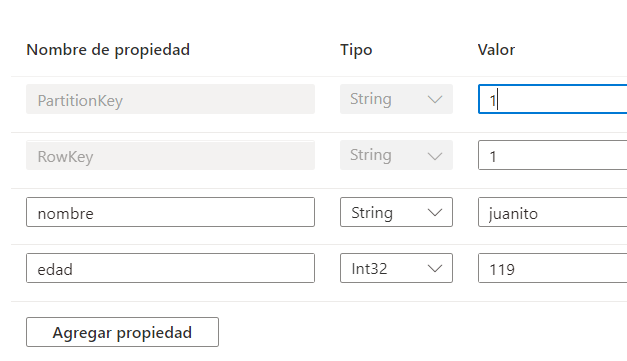 Nombre de propiedad Tipo Valor
PartitionKey String 1
RowKey String 1
nombre String juanito
edad Int32 119
Agregar propiedad